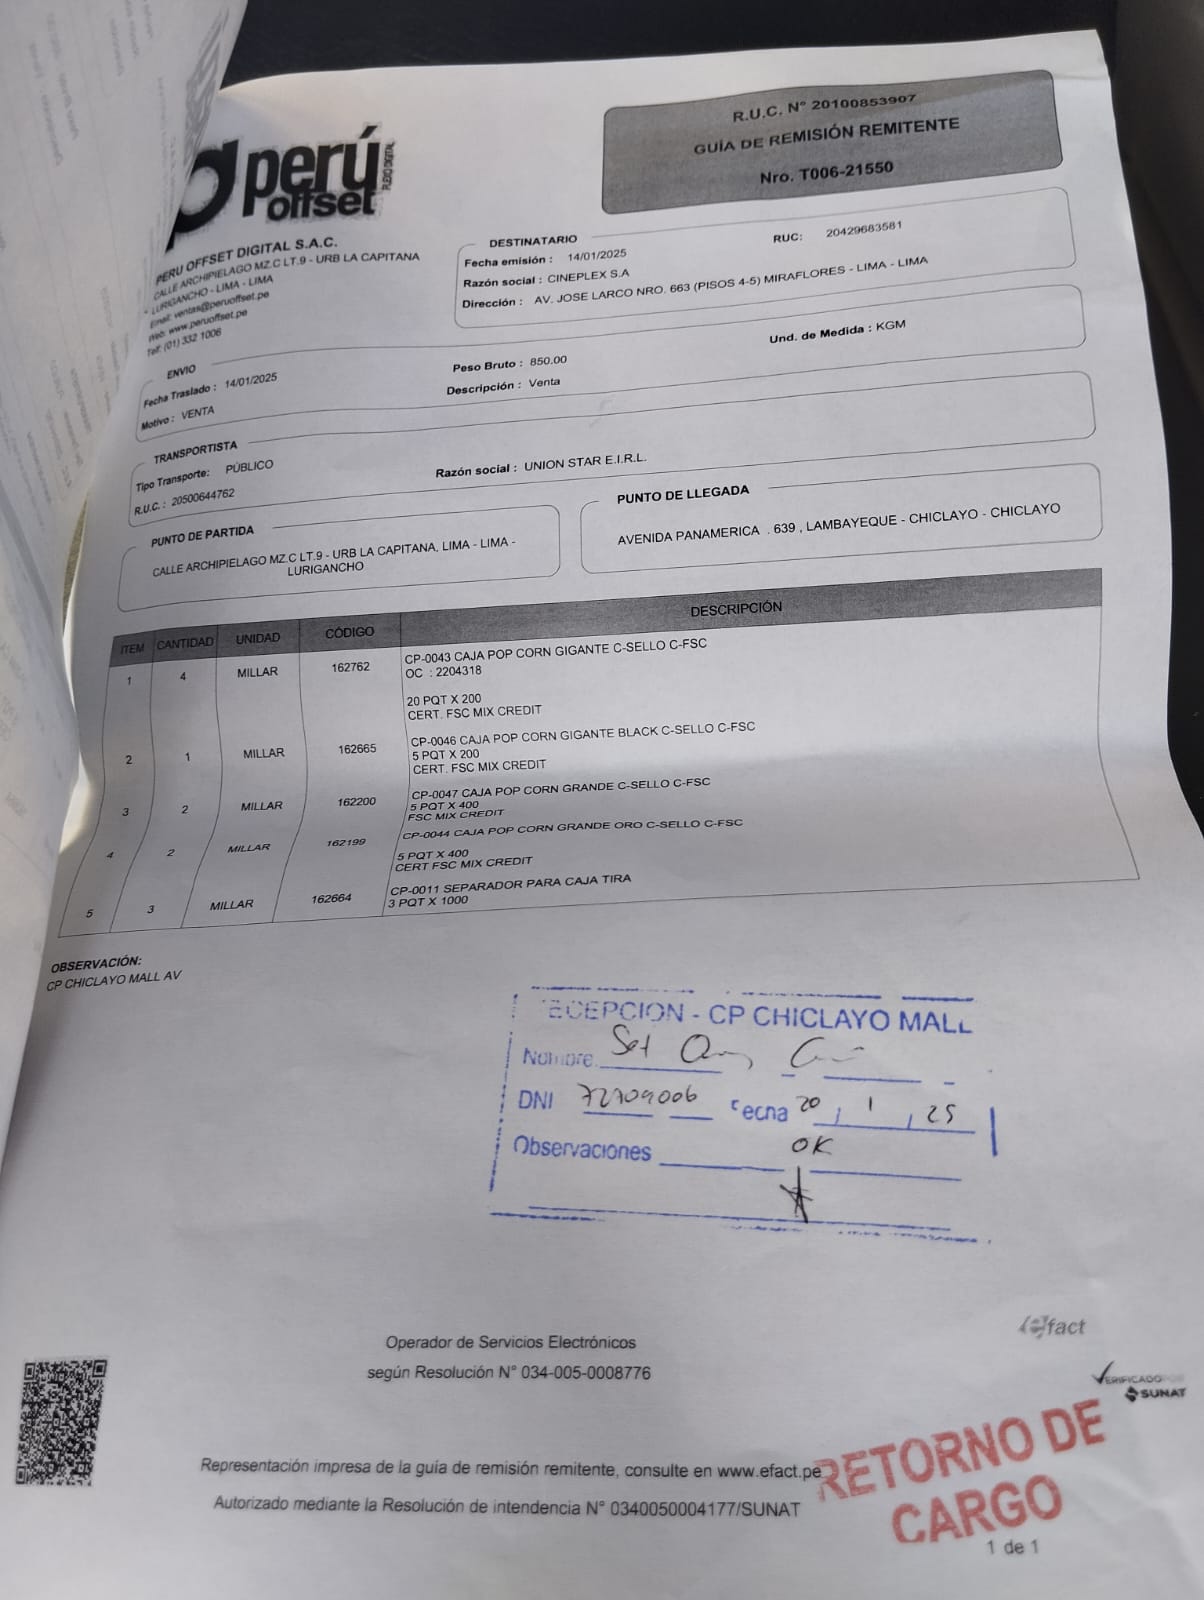 perú
offset
R.U.C. N° 20100853907
GUÍA DE REMISIÓN REMITENTE
Nro. T006-21550
PERU OFFSET DIGITAL S.A.C.
CALLE ARCHIPIELAGO MZ.C LT.9 - URB LA CAPITANA
LURIGANCHO - LIMA - LIMA
Email: ventas@peruoffset.pe
Web: www.peruoffset.pe
Telf: (01) 332 1006
DESTINATARIO
RUC: 20429683581
Fecha emisión : 14/01/2025
Razón social : CINEPLEX S.A
Dirección : AV. JOSE LARCO NRO. 663 (PISOS 4-5) MIRAFLORES - LIMA - LIMA
ENVIO
Fecha Traslado : 14/01/2025
Peso Bruto : 850.00
Und. de Medida : KGM
Motivo : VENTA
Descripción : Venta
TRANSPORTISTA
Tipo Transporte: PÚBLICO
Razón social : UNION STAR E.I.R.L.
R.U.C. : 20500644762
PUNTO DE PARTIDA
CALLE ARCHIPIELAGO MZ.C LT.9 - URB LA CAPITANA, LIMA - LIMA -
LURIGANCHO
PUNTO DE LLEGADA
AVENIDA PANAMERICA . 639 , LAMBAYEQUE - CHICLAYO - CHICLAYO
ITEM CANTIDAD UNIDAD CÓDIGO DESCRIPCIÓN
1 4 MILLAR 162762 CP-0043 CAJA POP CORN GIGANTE C-SELLO C-FSC
OC : 2204318
20 PQT X 200
CERT. FSC MIX CREDIT
2 1 MILLAR 162665 CP-0046 CAJA POP CORN GIGANTE BLACK C-SELLO C-FSC
5 PQT X 200
CERT. FSC MIX CREDIT
3 2 MILLAR 162200 CP-0047 CAJA POP CORN GRANDE C-SELLO C-FSC
5 PQT X 400
FSC MIX CREDIT
4 2 MILLAR 162199 CP-0044 CAJA POP CORN GRANDE ORO C-SELLO C-FSC
5 PQT X 400
CERT FSC MIX CREDIT
5 3 MILLAR 162664 CP-0011 SEPARADOR PARA CAJA TIRA
3 PQT X 1000
OBSERVACIÓN:
CP CHICLAYO MALL AV
ECEPCION - CP CHICLAYO MALL
Nombre
DNI 72709006 Fecha 20 / 1 / 25
Observaciones OK
efact
Operador de Servicios Electrónicos
según Resolución N° 034-005-0008776
VERIFICADO
SUNAT
Representación impresa de la guía de remisión remitente, consulte en www.efact.pe
Autorizado mediante la Resolución de intendencia N° 0340050004177/SUNAT
RETORNO DE
CARGO
1 de 1